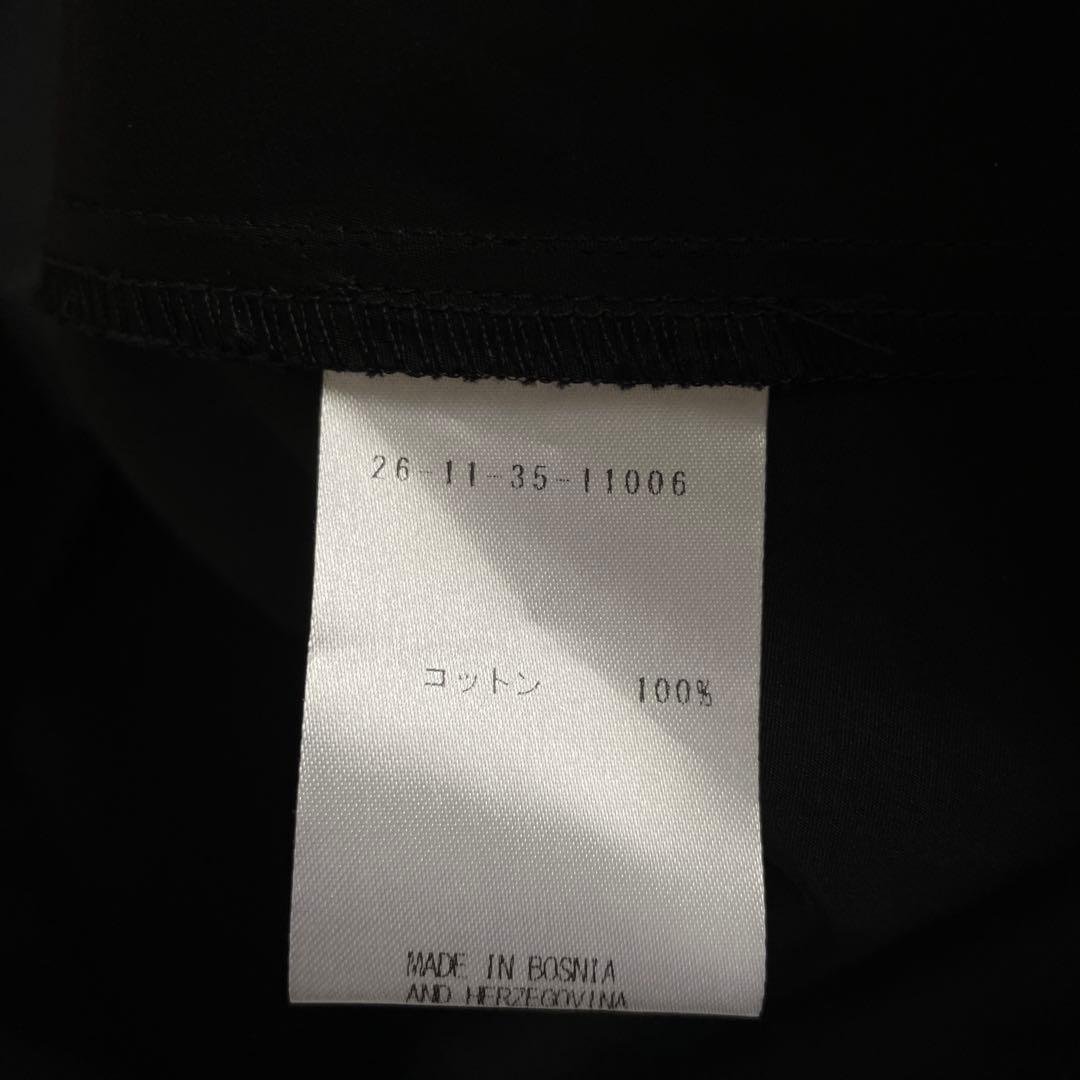 26-11-35-11006
コットン 100%
MADE IN BOSNIA
AND HERZEGOVINA